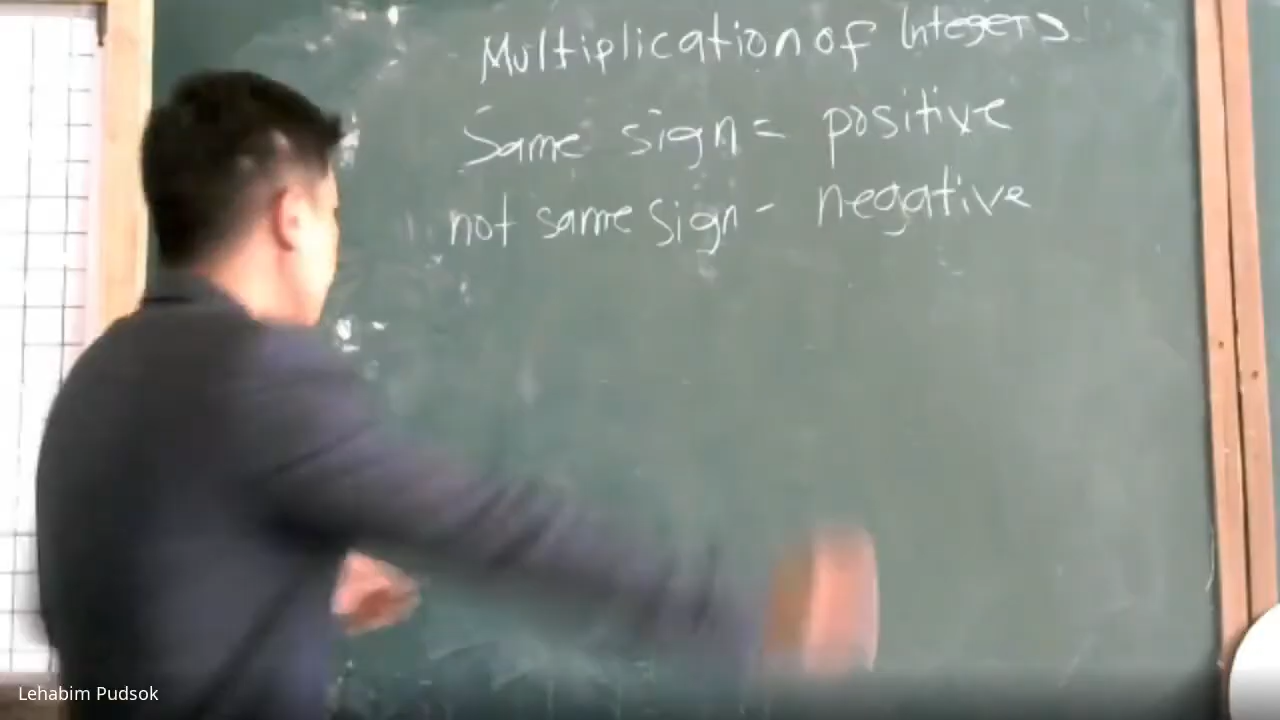 Multiplication of Integers
Same sign = positive
not same sign - negative
Lehabim Pudsok